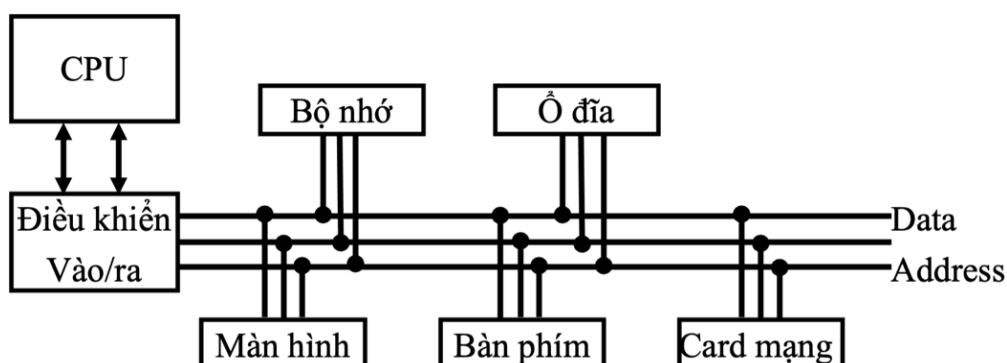 CPU
Bộ nhớ
Ổ đĩa
Điều khiển
Vào/ra
Data
Address
Màn hình
Bàn phím
Card mạng